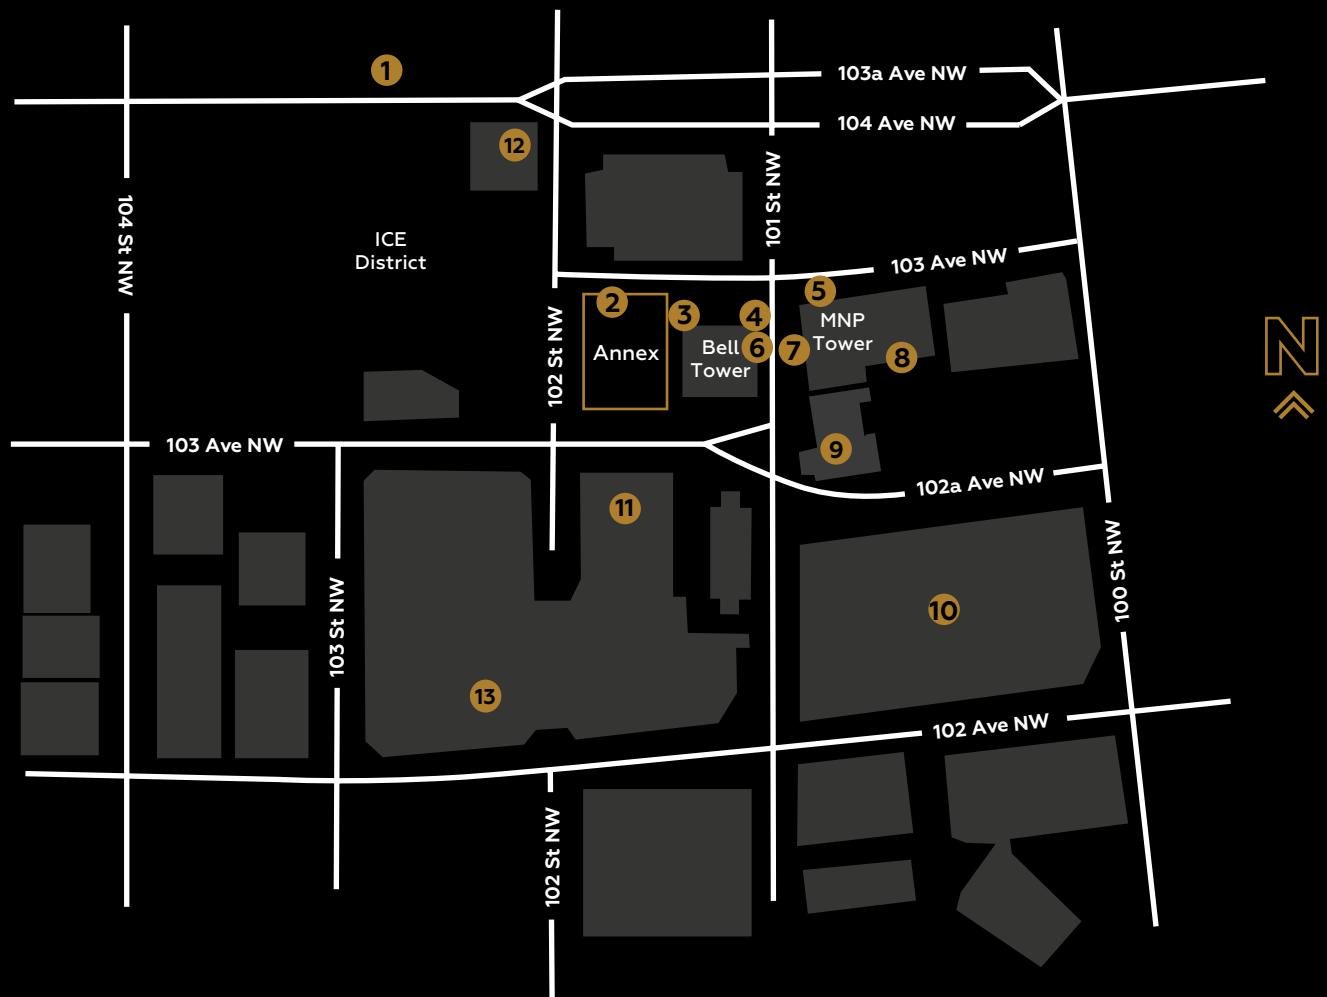 1
103a Ave NW
104 Ave NW
12
104 St NW
ICE
District
101 St NW
103 Ave NW
2
3
4
5
MNP
Tower
Annex
Bell
Tower
6
7
8
102 St NW
N
103 Ave NW
9
102a Ave NW
11
100 St NW
103 St NW
10
13
102 Ave NW
102 St NW